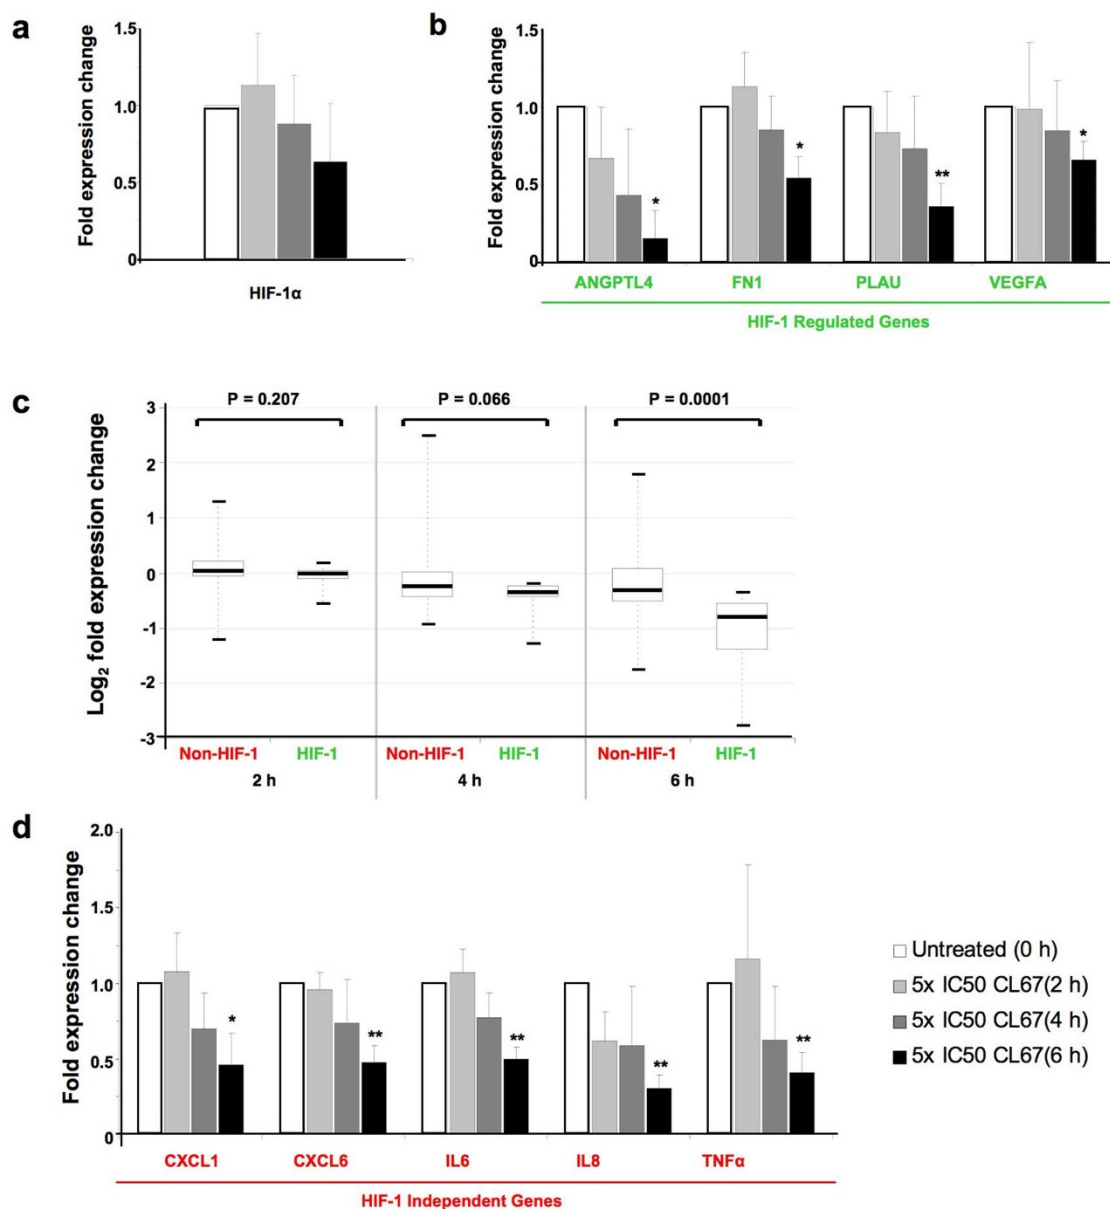 a
Fold expression change
1.5
1.0
0.5
0
HIF-1α
b
Fold expression change
1.5
1.0
0.5
0
* * ** *
ANGPTL4 FN1 PLAU VEGFA
HIF-1 Regulated Genes
c
Log₂ fold expression change
P = 0.207 P = 0.066 P = 0.0001
3
2
1
0
-1
-2
-3
Non-HIF-1 HIF-1 Non-HIF-1 HIF-1 Non-HIF-1 HIF-1
2 h 4 h 6 h
d
Fold expression change
2.0
1.5
1.0
0.5
0
* ** ** ** **
CXCL1 CXCL6 IL6 IL8 TNFα
HIF-1 Independent Genes
Untreated (0 h)
5x IC50 CL67(2 h)
5x IC50 CL67(4 h)
5x IC50 CL67(6 h)